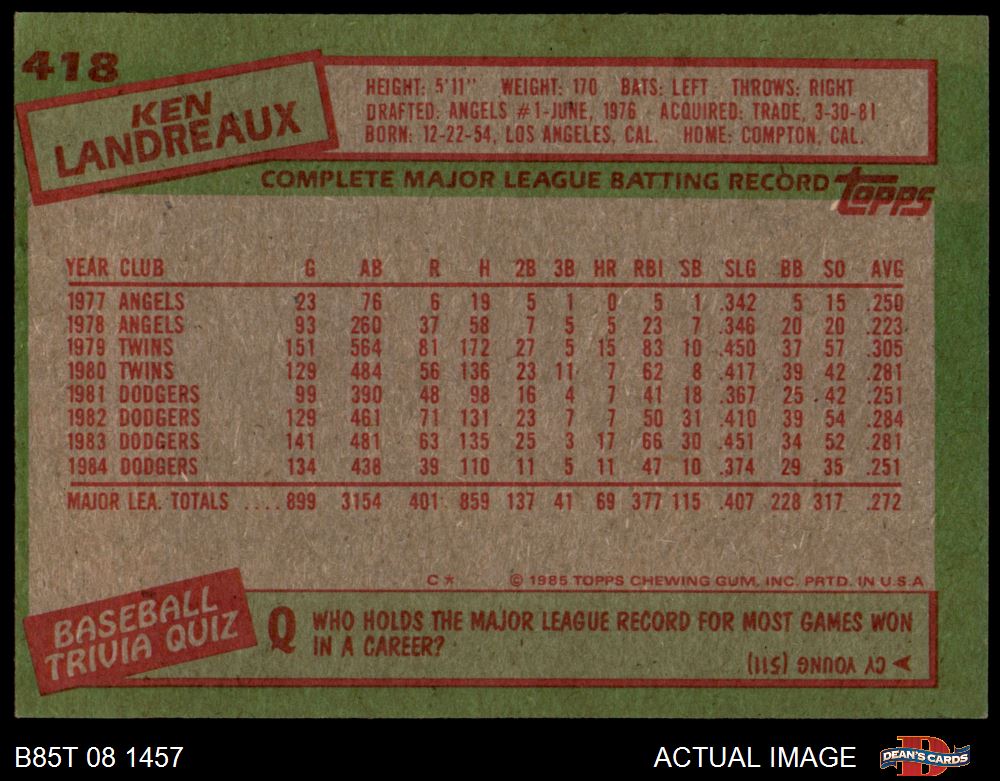 418
KEN
LANDREAUX
HEIGHT: 5'11" WEIGHT: 170 BATS: LEFT THROWS: RIGHT
DRAFTED: ANGELS #1-JUNE, 1976 ACQUIRED: TRADE, 3-30-81
BORN: 12-22-54, LOS ANGELES, CAL. HOME: COMPTON, CAL.
COMPLETE MAJOR LEAGUE BATTING RECORD topps
YEAR CLUB G AB R H 2B 3B HR RBI SB SLG BB SO AVG
1977 ANGELS 23 76 6 19 5 1 0 5 1 .342 5 15 .250
1978 ANGELS 93 260 37 58 7 5 5 23 7 .346 20 20 .223
1979 TWINS 151 564 81 172 27 5 15 83 10 .450 37 57 .305
1980 TWINS 129 484 56 136 23 11 7 62 8 .417 39 42 .281
1981 DODGERS 99 390 48 98 16 4 7 41 18 .367 25 42 .251
1982 DODGERS 129 461 71 131 23 7 7 50 31 .410 39 54 .284
1983 DODGERS 141 481 63 135 25 3 17 66 30 .451 34 52 .281
1984 DODGERS 134 438 39 110 11 5 11 47 10 .374 29 35 .251
MAJOR LEA. TOTALS .... 899 3154 401 859 137 41 69 377 115 .407 228 317 .272
C* © 1985 TOPPS CHEWING GUM, INC. PRTD. IN U.S.A
BASEBALL
TRIVIA QUIZ
Q WHO HOLDS THE MAJOR LEAGUE RECORD FOR MOST GAMES WON
IN A CAREER?
CY YOUNG (511)
B85T 08 1457 ACTUAL IMAGE DEAN'S CARDS